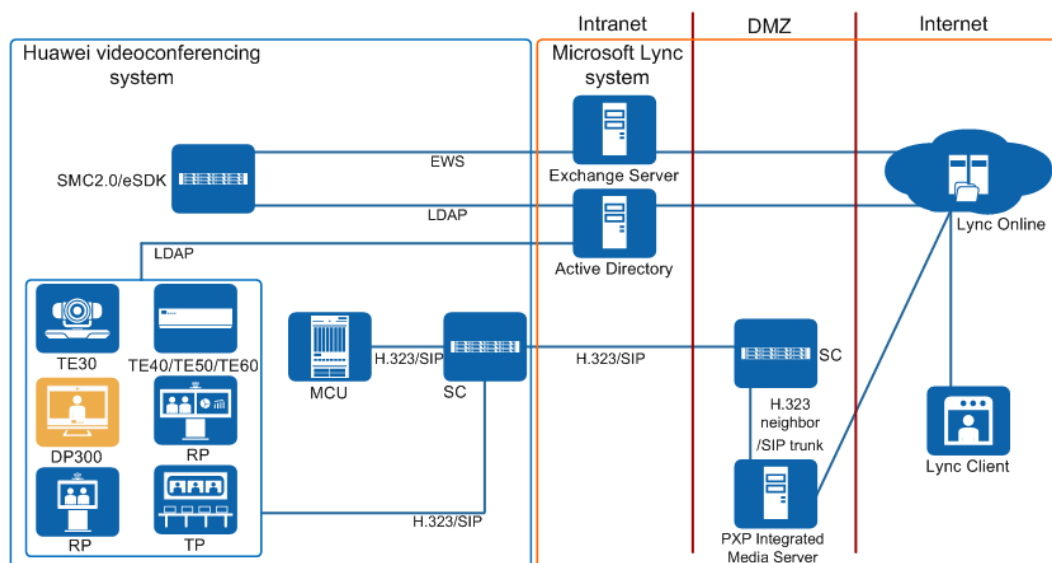 Intranet
DMZ
Internet
Huawei videoconferencing
system
Microsoft Lync
system
SMC2.0/eSDK
EWS
Exchange Server
LDAP
Lync Online
LDAP
Active Directory
TE30
TE40/TE50/TE60
MCU
H.323/SIP
SC
H.323/SIP
SC
DP300
RP
H.323
neighbor
/SIP trunk
Lync Client
RP
TP
H.323/SIP
PXP Integrated
Media Server